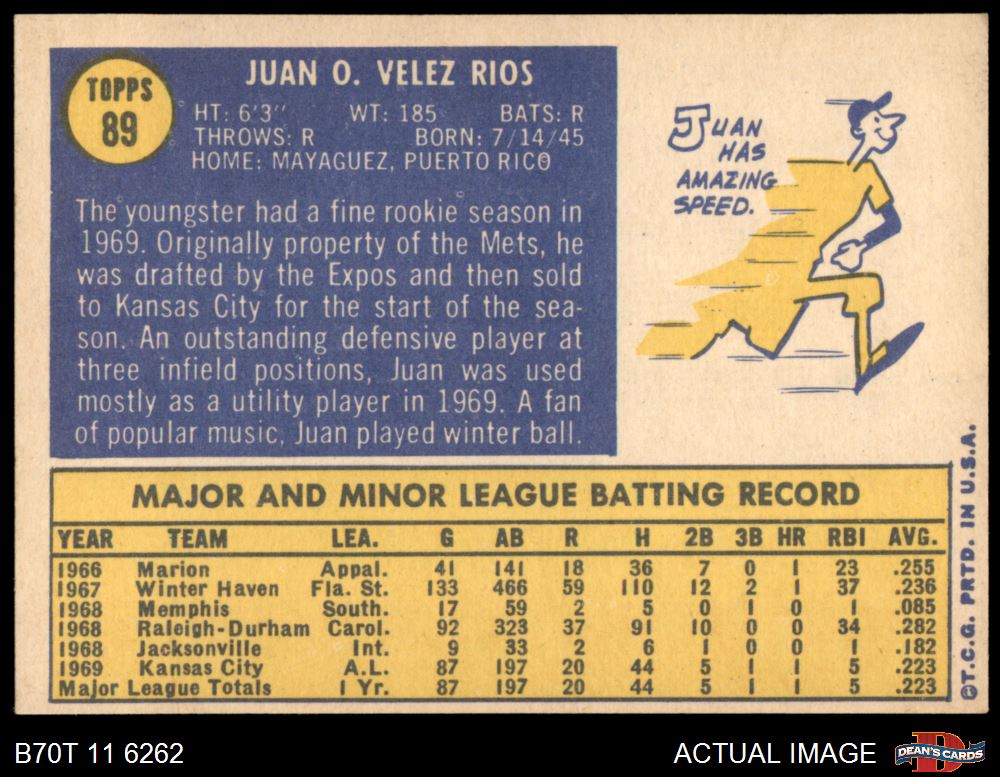 TOPPS
89
JUAN O. VELEZ RIOS
HT: 6'3" WT: 185 BATS: R
THROWS: R BORN: 7/14/45
HOME: MAYAGUEZ, PUERTO RICO
The youngster had a fine rookie season in
1969. Originally property of the Mets, he
was drafted by the Expos and then sold
to Kansas City for the start of the sea-
son. An outstanding defensive player at
three infield positions, Juan was used
mostly as a utility player in 1969. A fan
of popular music, Juan played winter ball.
JUAN
HAS
AMAZING
SPEED.
MAJOR AND MINOR LEAGUE BATTING RECORD
YEAR TEAM LEA. G AB R H 2B 3B HR RBI AVG.
1966 Marion Appal. 41 141 18 36 7 0 1 23 .255
1967 Winter Haven Fla. St. 133 466 59 110 12 2 1 37 .236
1968 Memphis South. 17 59 2 5 0 1 0 1 .085
1968 Raleigh-Durham Carol. 92 323 37 91 10 0 0 34 .282
1968 Jacksonville Int. 9 33 2 6 1 0 0 1 .182
1969 Kansas City A.L. 87 197 20 44 5 1 1 5 .223
Major League Totals 1 Yr. 87 197 20 44 5 1 1 5 .223
©T.C.G. PRTD. IN U.S.A.
B70T 11 6262
ACTUAL IMAGE
D
DEAN'S CARDS